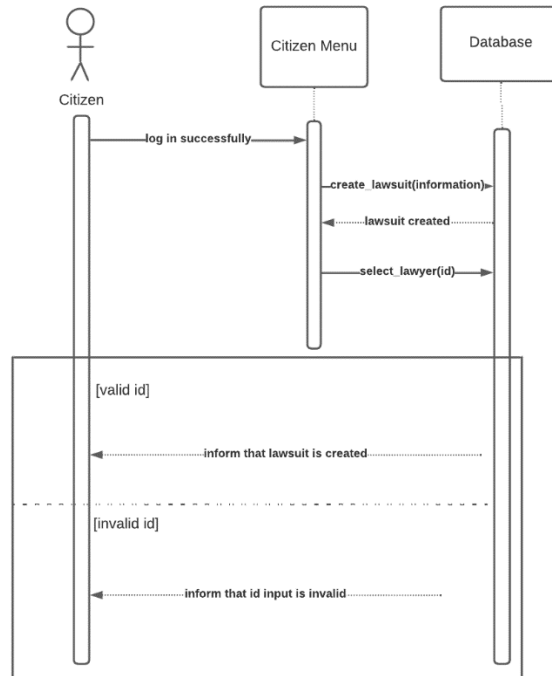 Citizen Menu
Database
Citizen
log in successfully
create_lawsuit(information)
lawsuit created
select_lawyer(id)
[valid id]
inform that lawsuit is created
[invalid id]
inform that id input is invalid